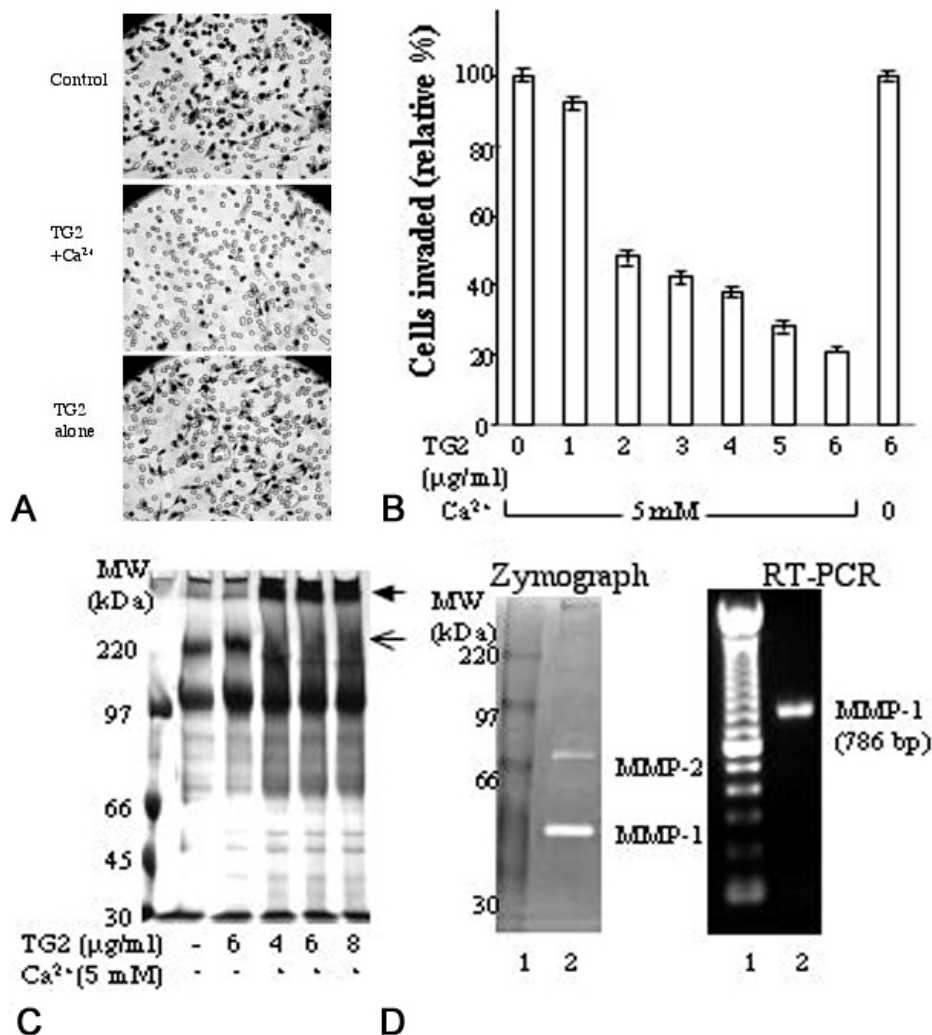 A
Control
TG2
+Ca²⁺
TG2
alone
B
Cells invaded (relative %)
100
80
60
40
20
0
TG2 0 1 2 3 4 5 6 6
(μg/ml)
Ca²⁺ 5 mM 0
C
MW
(kDa)
220
97
66
45
30
TG2 (μg/ml) - 6 4 6 8
Ca²⁺ (5 mM) - -
D
Zymograph
MW
(kDa)
220
97
66
30
MMP-2
MMP-1
1 2
RT-PCR
MMP-1
(786 bp)
1 2